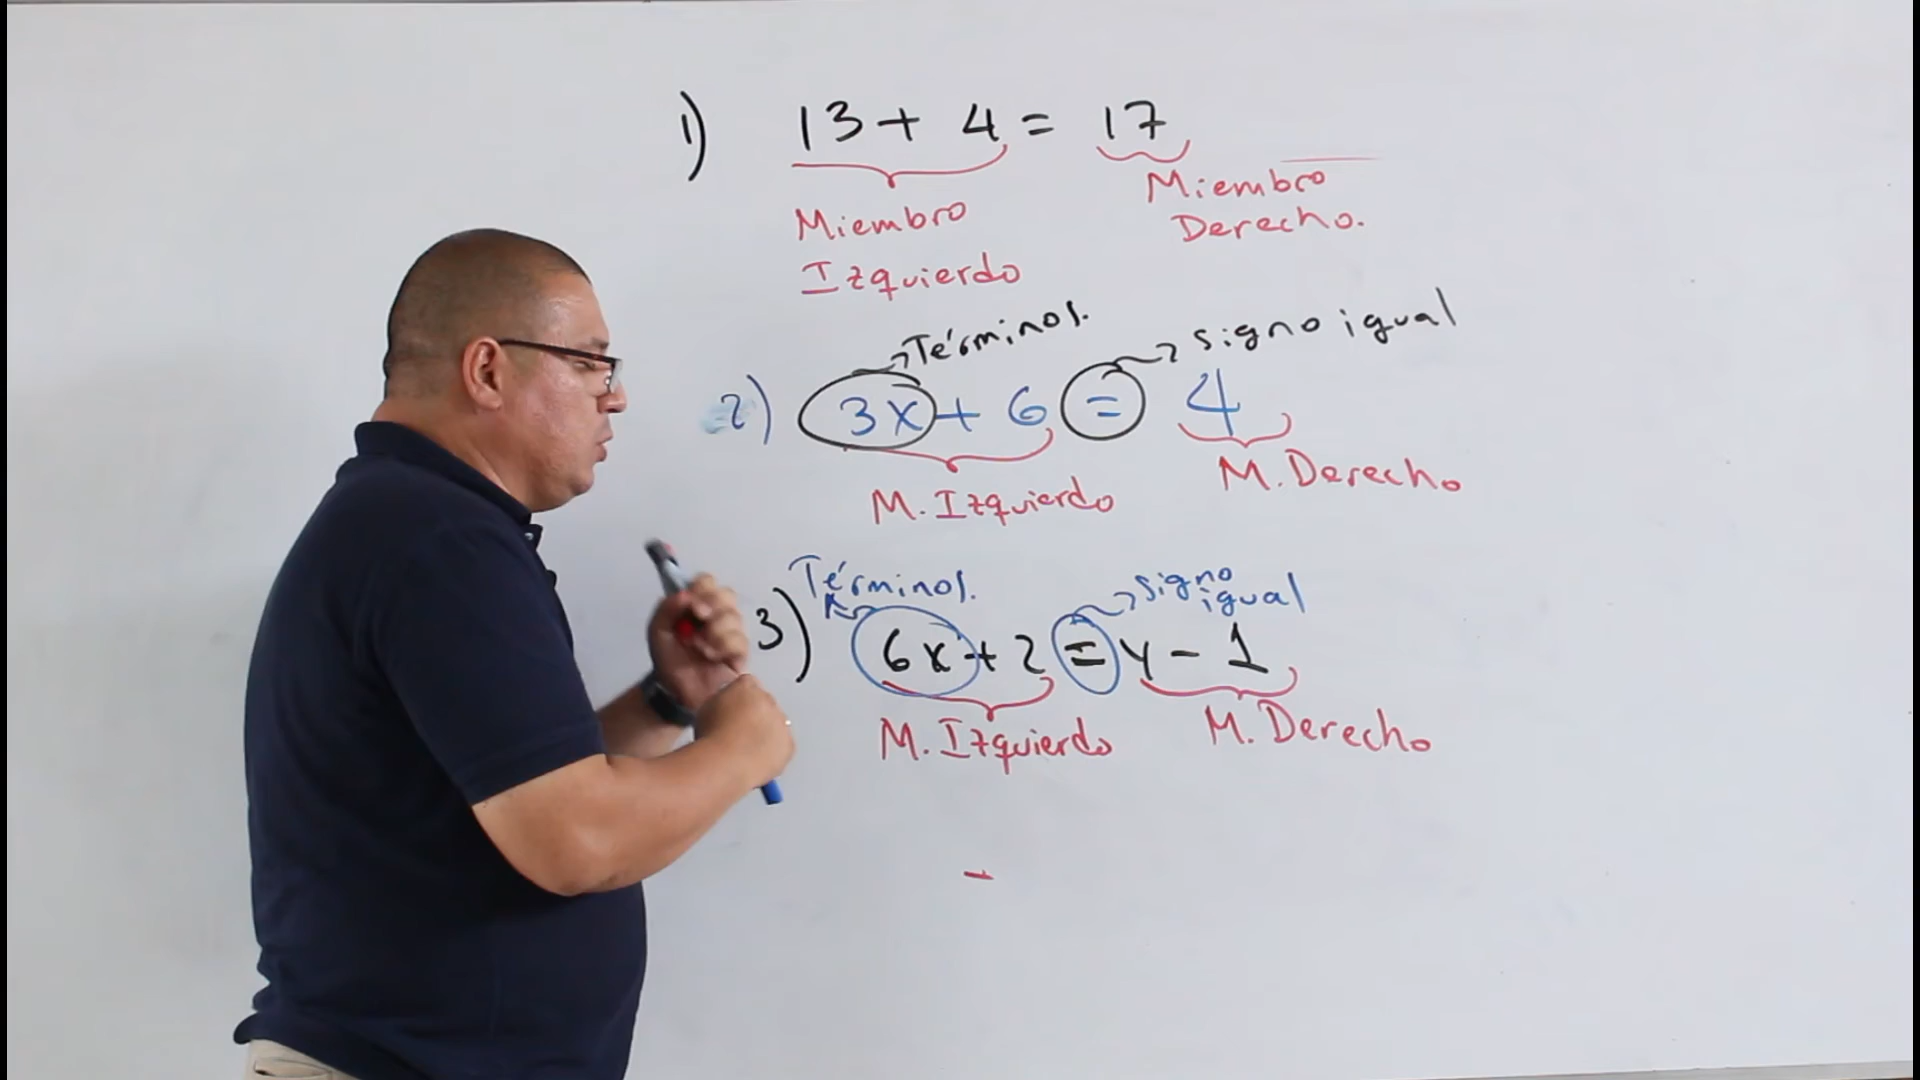 1) 13 + 4 = 17
Miembro
Izquierdo
Miembro
Derecho.
Términos.
signo igual
2) 3x + 6 = 4
M. Izquierdo
M. Derecho
Términos.
signo
igual
3) 6x + 2 = y - 1
M. Izquierdo
M. Derecho